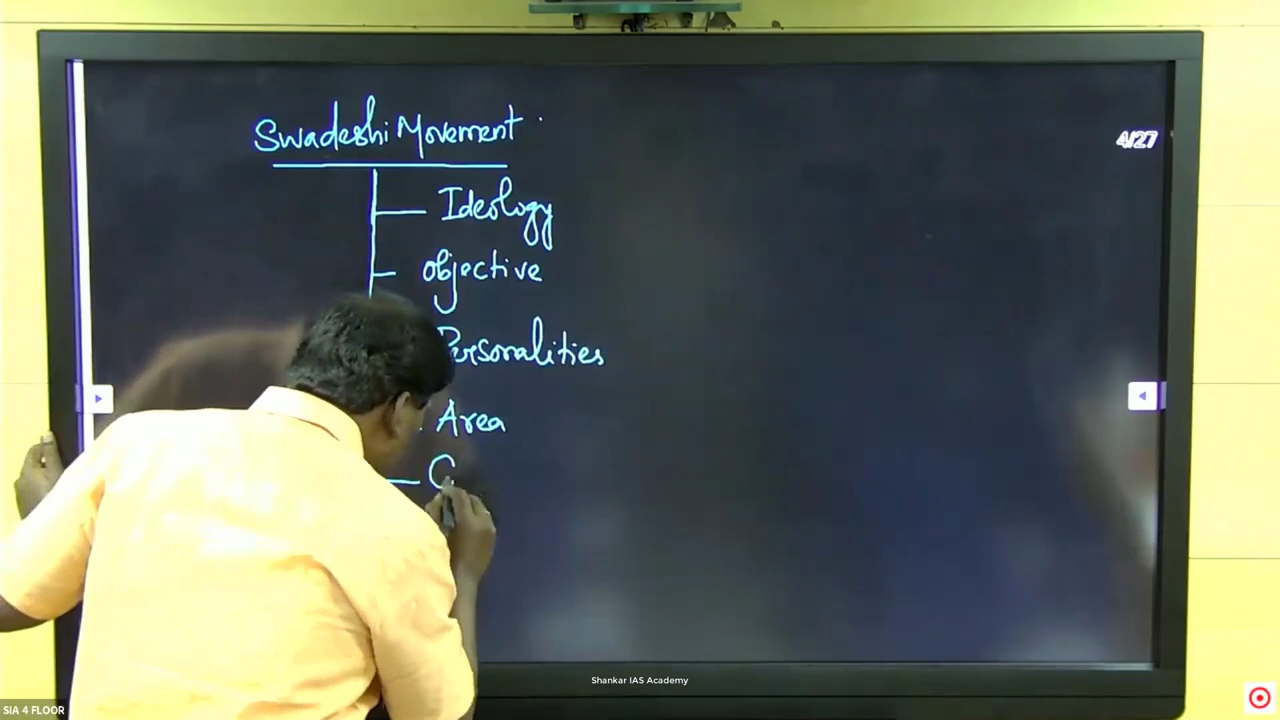 Swadeshi Movement
4/27
Ideology
objective
Personalities
Area
C
Shankar IAS Academy
SIA 4 FLOOR